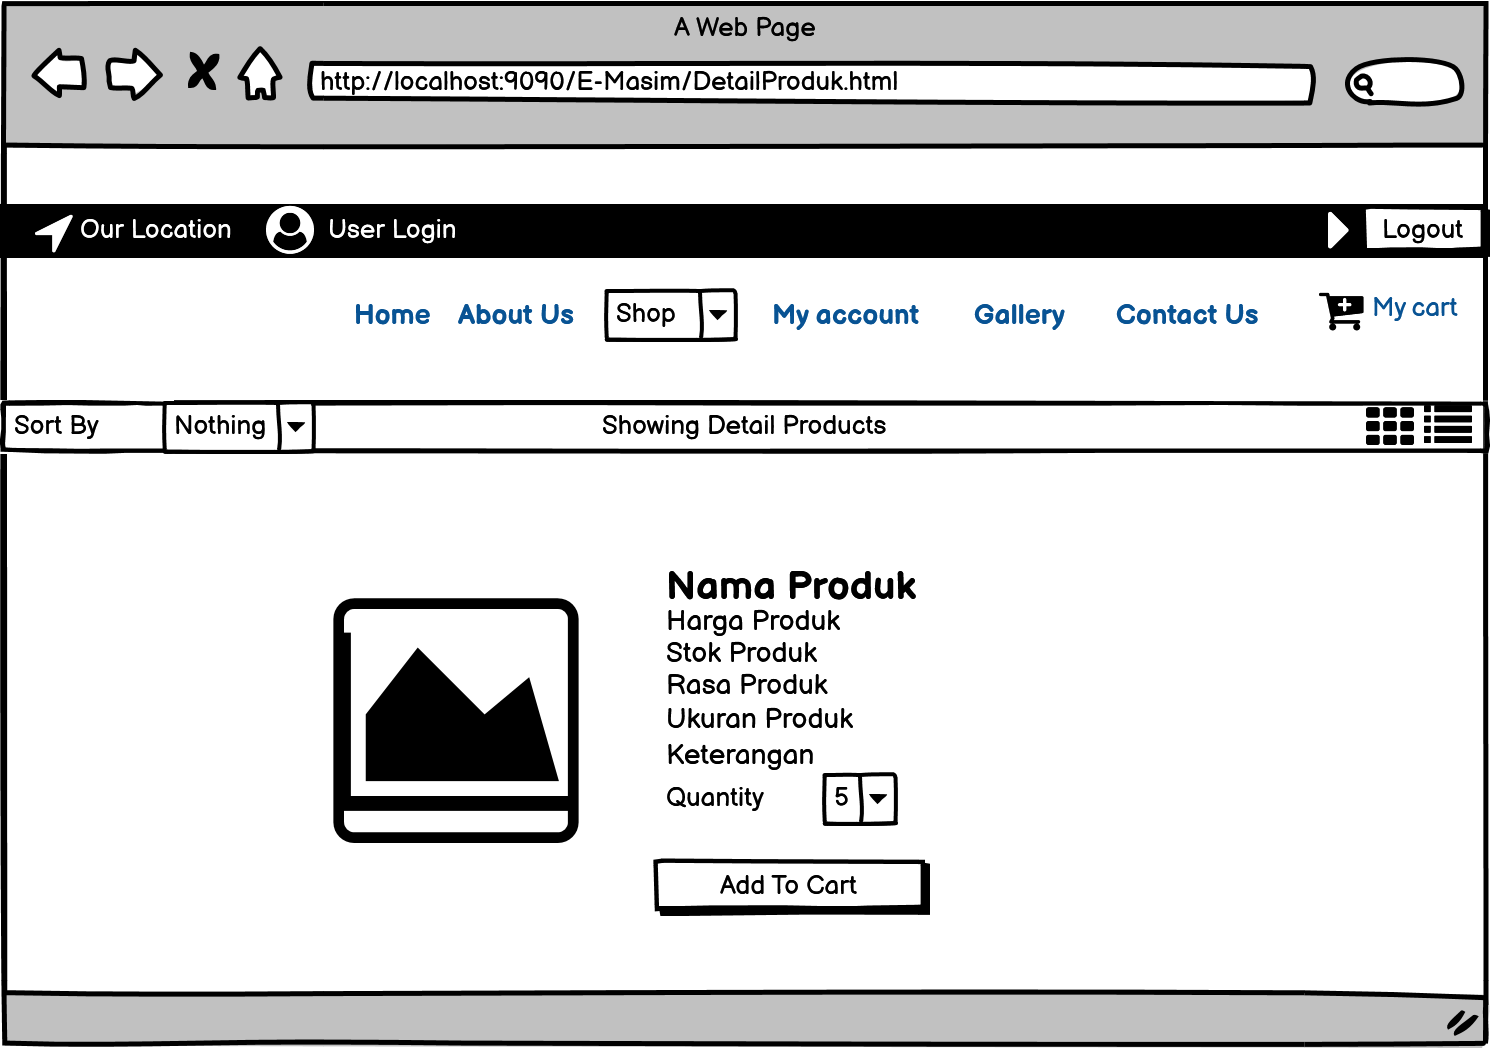 A Web Page
http://localhost:9090/E-Masim/DetailProduk.html
Our Location User Login Logout
Home About Us Shop My account Gallery Contact Us My cart
Sort By Nothing Showing Detail Products
Nama Produk
Harga Produk
Stok Produk
Rasa Produk
Ukuran Produk
Keterangan
Quantity 5
Add To Cart